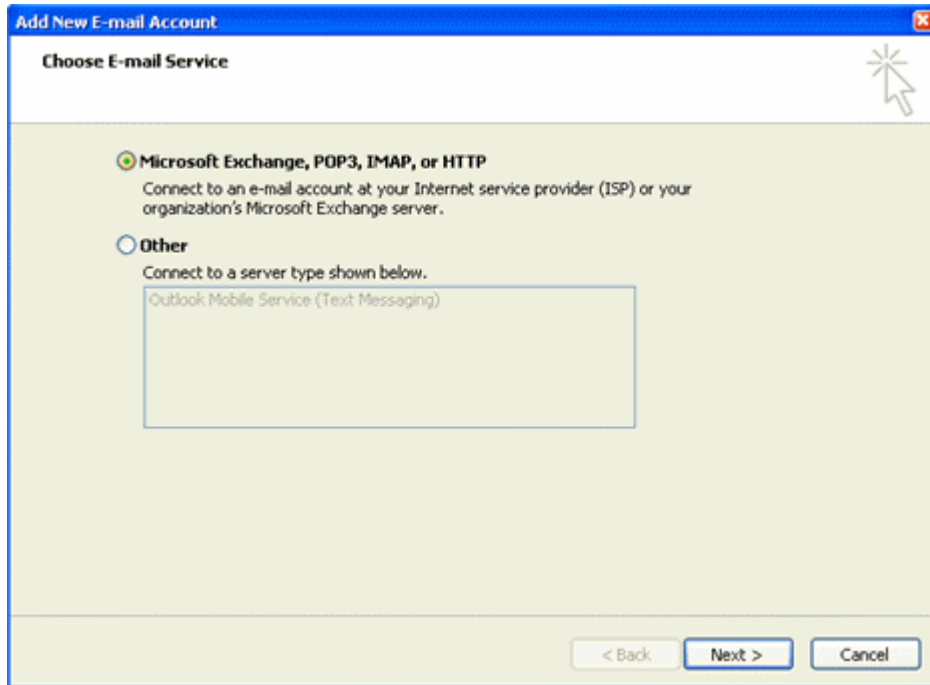 Add New E-mail Account
Choose E-mail Service
Microsoft Exchange, POP3, IMAP, or HTTP
Connect to an e-mail account at your Internet service provider (ISP) or your
organization's Microsoft Exchange server.
Other
Connect to a server type shown below.
Outlook Mobile Service (Text Messaging)
< Back
Next >
Cancel